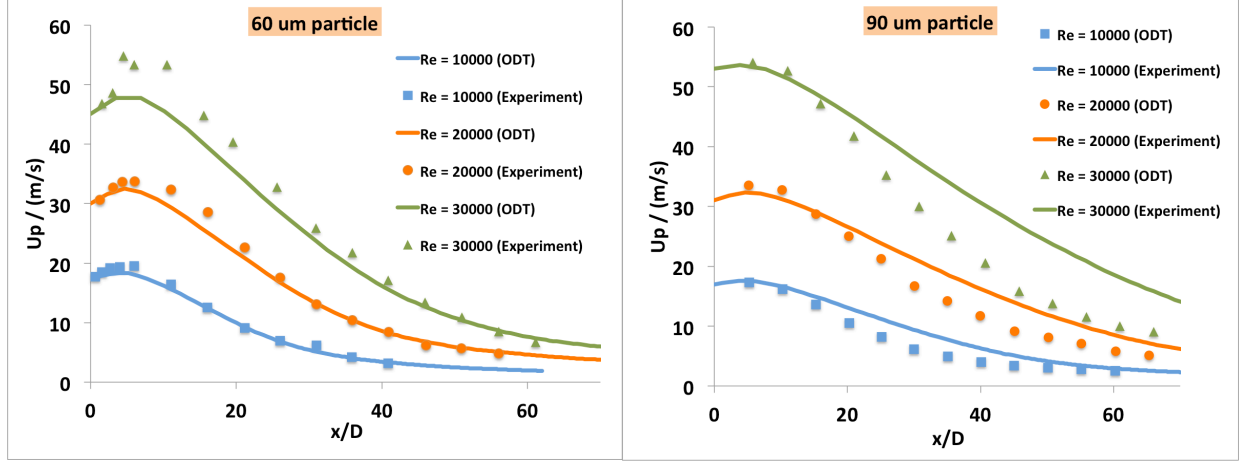 60 um particle
60
50
40
30
20
10
0
Up / (m/s)
0
20
40
60
x/D
Re = 10000 (ODT)
Re = 10000 (Experiment)
Re = 20000 (ODT)
Re = 20000 (Experiment)
Re = 30000 (ODT)
Re = 30000 (Experiment)
90 um particle
60
50
40
30
20
10
0
Up / (m/s)
0
20
40
60
x/D
Re = 10000 (ODT)
Re = 10000 (Experiment)
Re = 20000 (ODT)
Re = 20000 (Experiment)
Re = 30000 (ODT)
Re = 30000 (Experiment)